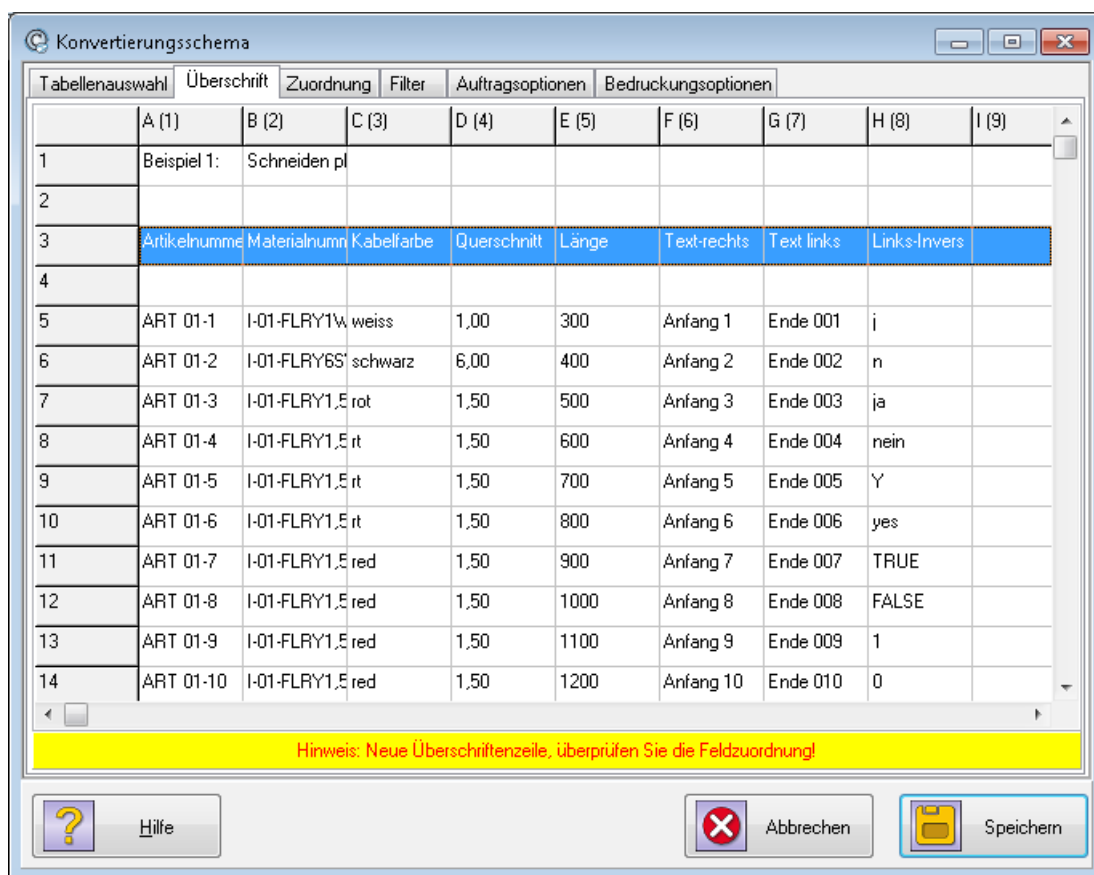 Konvertierungsschema
Tabellenauswahl Überschrift Zuordnung Filter Auftragsoptionen Bedruckungsoptionen
A (1) B (2) C (3) D (4) E (5) F (6) G (7) H (8) I (9)
1 Beispiel 1: Schneiden pl
2
3 Artikelnumme Materialnumn Kabelfarbe Querschnitt Länge Text-rechts Text links Links-Invers
4
5 ART 01-1 I-01-FLRY1W weiss 1,00 300 Anfang 1 Ende 001 j
6 ART 01-2 I-01-FLRY6S schwarz 6,00 400 Anfang 2 Ende 002 n
7 ART 01-3 I-01-FLRY1,5 rot 1,50 500 Anfang 3 Ende 003 ja
8 ART 01-4 I-01-FLRY1,5 rt 1,50 600 Anfang 4 Ende 004 nein
9 ART 01-5 I-01-FLRY1,5 rt 1,50 700 Anfang 5 Ende 005 Y
10 ART 01-6 I-01-FLRY1,5 rt 1,50 800 Anfang 6 Ende 006 yes
11 ART 01-7 I-01-FLRY1,5 red 1,50 900 Anfang 7 Ende 007 TRUE
12 ART 01-8 I-01-FLRY1,5 red 1,50 1000 Anfang 8 Ende 008 FALSE
13 ART 01-9 I-01-FLRY1,5 red 1,50 1100 Anfang 9 Ende 009 1
14 ART 01-10 I-01-FLRY1,5 red 1,50 1200 Anfang 10 Ende 010 0
Hinweis: Neue Überschriftenzeile, überprüfen Sie die Feldzuordnung!
Hilfe Abbrechen Speichern